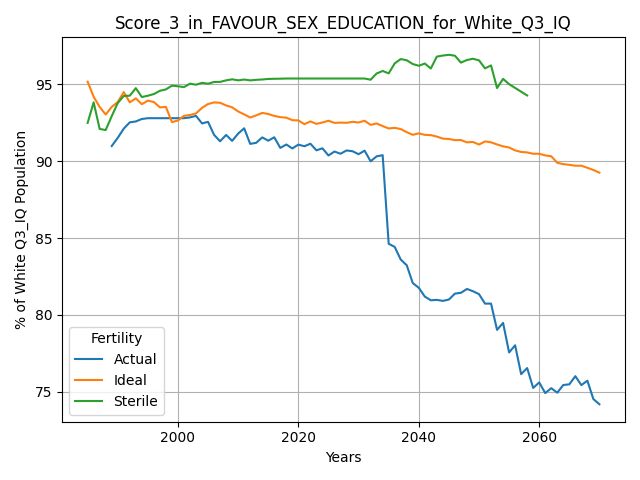 Score_3_in_FAVOUR_SEX_EDUCATION_for_White_Q3_IQ
% of White Q3_IQ Population
95
90
85
80
75
Fertility
Actual
Ideal
Sterile
2000
2020
2040
2060
Years